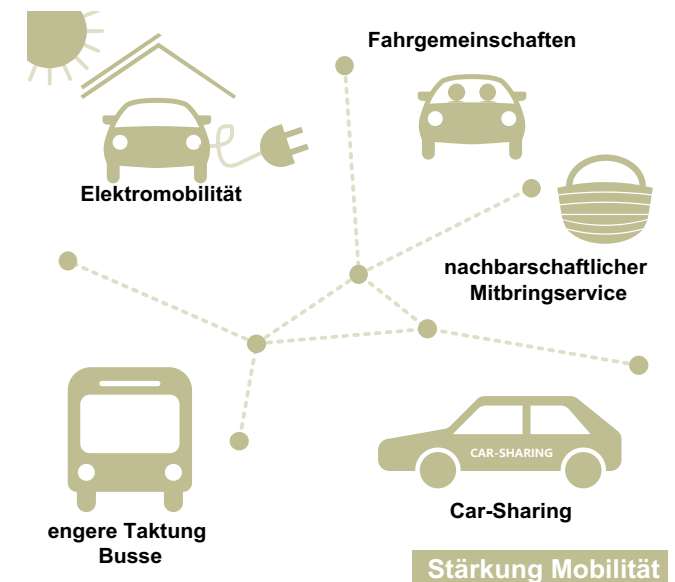 Fahrgemeinschaften
Elektromobilität
nachbarschaftlicher
Mitbringservice
CAR-SHARING
Car-Sharing
engere Taktung
Busse
Stärkung Mobilität